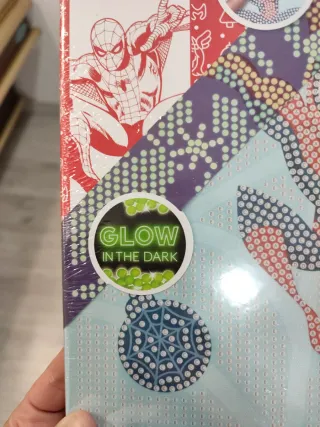 GLOW
IN THE DARK